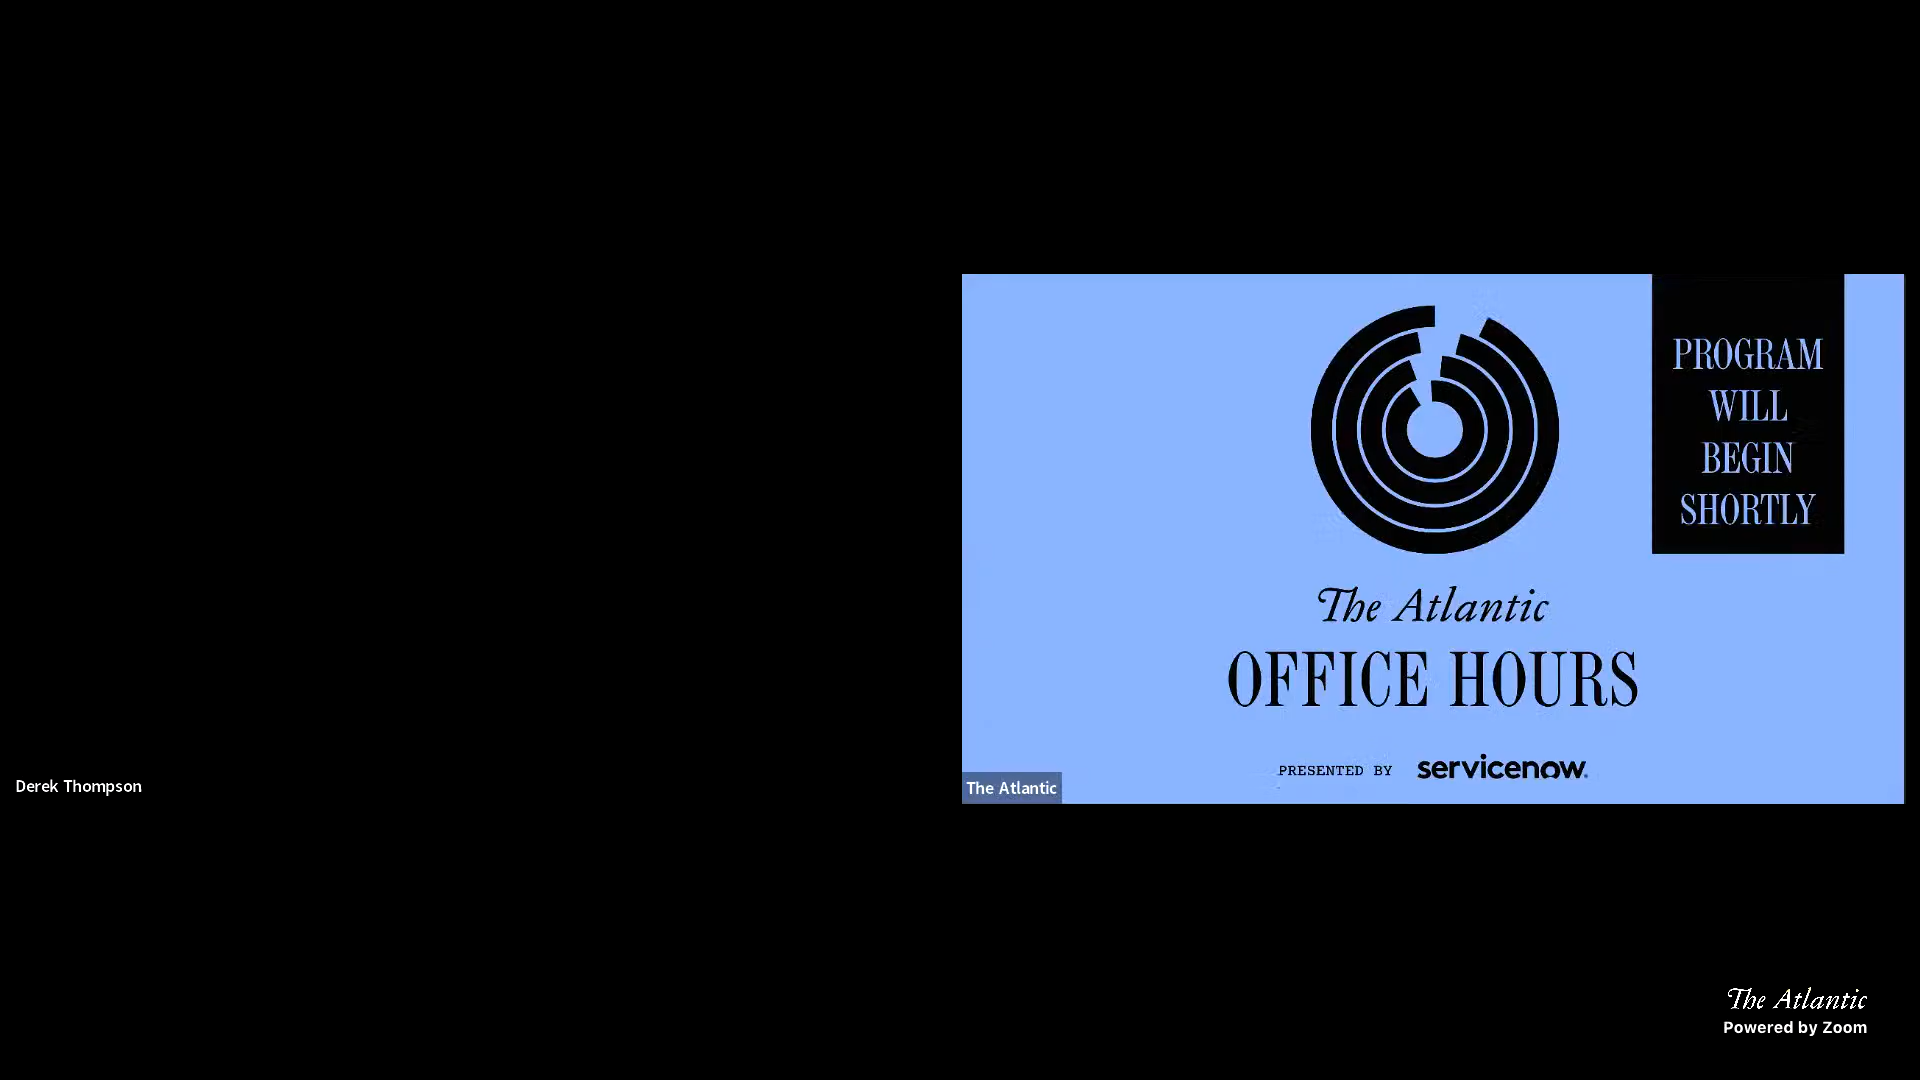 PROGRAM
WILL
BEGIN
SHORTLY
The Atlantic
OFFICE HOURS
PRESENTED BY servicenow.
Derek Thompson
The Atlantic
The Atlantic
Powered by Zoom